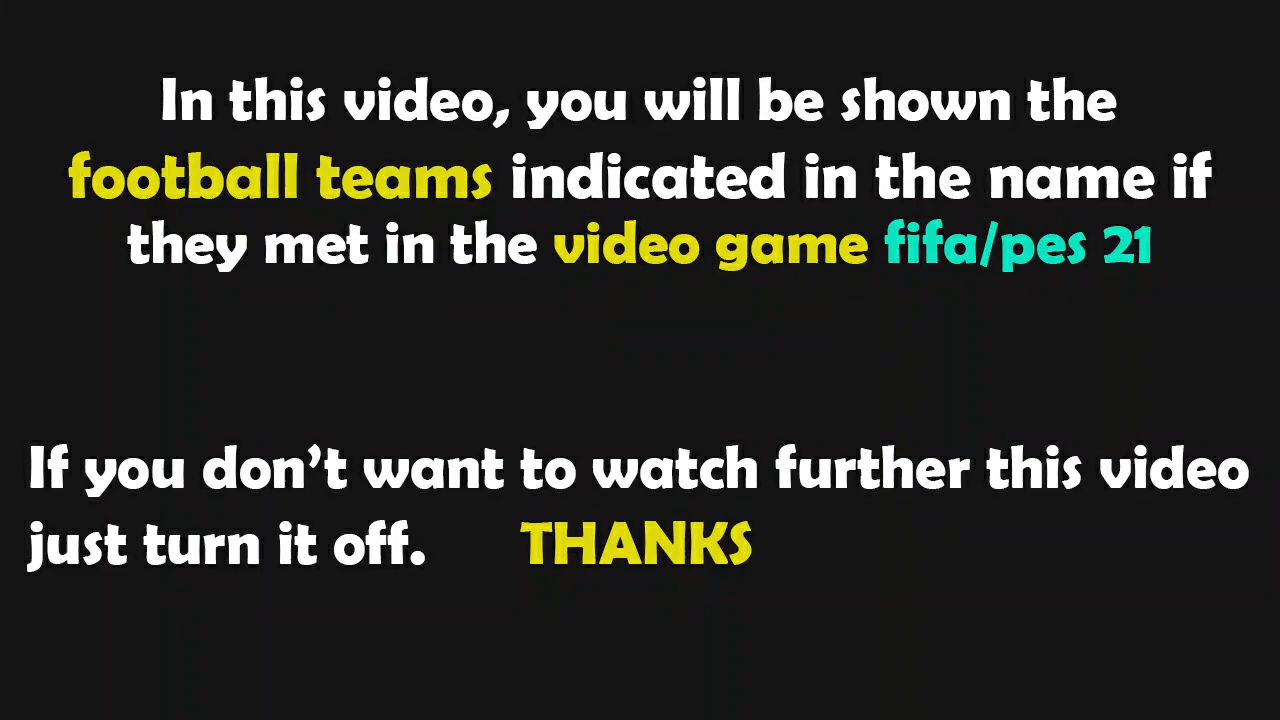 In this video, you will be shown the
football teams indicated in the name if
they met in the video game fifa/pes 21
If you don't want to watch further this video
just turn it off. THANKS